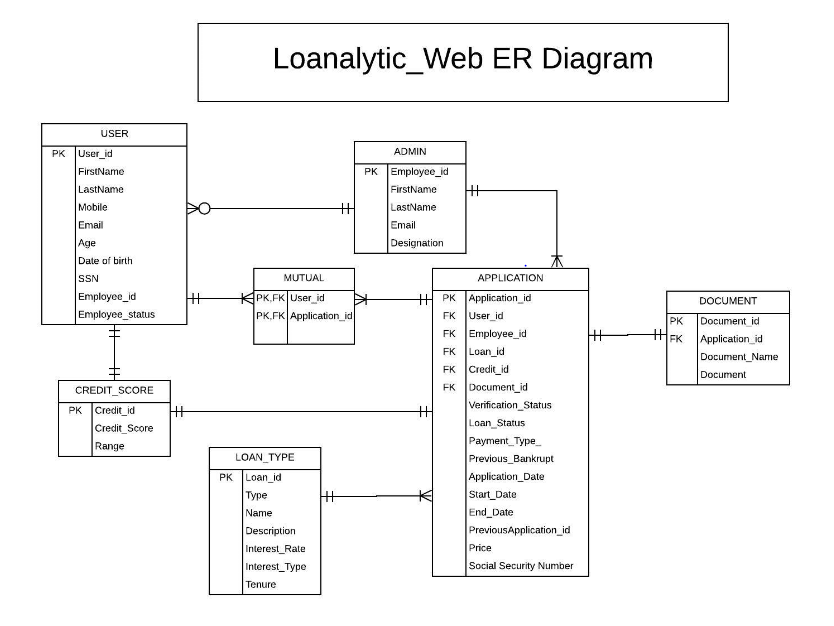 Loanalytic_Web ER Diagram
USER
PK User_id
FirstName
LastName
Mobile
Email
Age
Date of birth
SSN
Employee_id
Employee_status
ADMIN
PK Employee_id
FirstName
LastName
Email
Designation
MUTUAL
PK,FK User_id
PK,FK Application_id
APPLICATION
PK Application_id
FK User_id
FK Employee_id
FK Loan_id
FK Credit_id
FK Document_id
Verification_Status
Loan_Status
Payment_Type_
Previous_Bankrupt
Application_Date
Start_Date
End_Date
PreviousApplication_id
Price
Social Security Number
DOCUMENT
PK Document_id
FK Application_id
Document_Name
Document
CREDIT_SCORE
PK Credit_id
Credit_Score
Range
LOAN_TYPE
PK Loan_id
Type
Name
Description
Interest_Rate
Interest_Type
Tenure